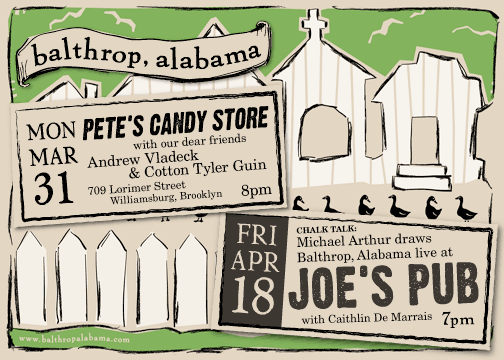 balthrop, alabama
MON
MAR
31
PETE'S CANDY STORE
with our dear friends
Andrew Vladeck
& Cotton Tyler Guin
709 Lorimer Street
Williamsburg, Brooklyn
8pm
FRI
APR
18
CHALK TALK:
Michael Arthur draws
Balthrop, Alabama live at
JOE'S PUB
with Caithlin De Marrais
7pm
www.balthropalabama.com